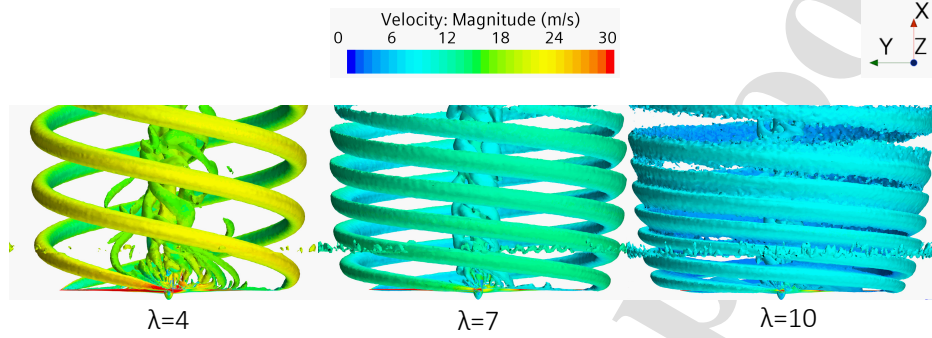 Velocity: Magnitude (m/s)
0 6 12 18 24 30
X
Y Z
λ=4 λ=7 λ=10